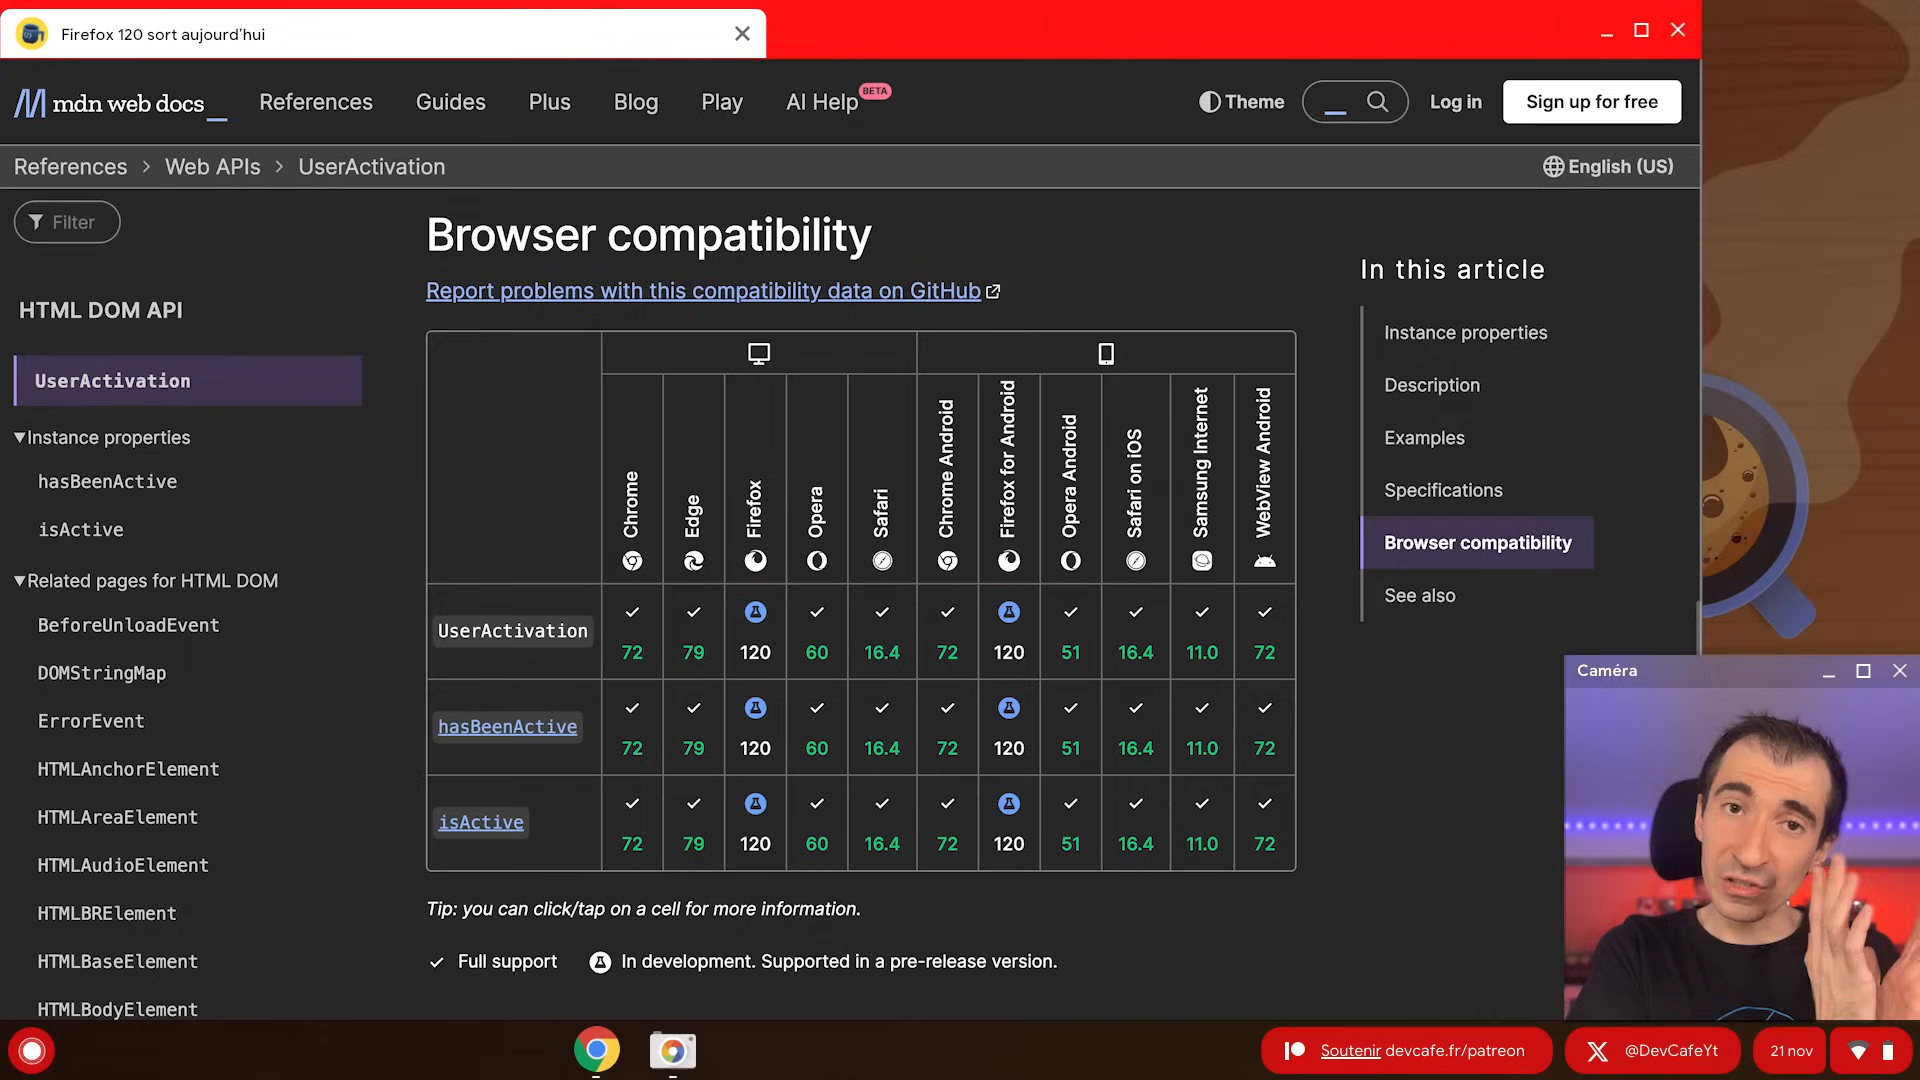 Firefox 120 sort aujourd'hui
mdn web docs
References
Guides
Plus
Blog
Play
AI Help
BETA
Theme
Log in
Sign up for free
References > Web APIs > UserActivation
English (US)
Filter
HTML DOM API
UserActivation
Instance properties
hasBeenActive
isActive
Related pages for HTML DOM
BeforeUnloadEvent
DOMStringMap
ErrorEvent
HTMLAnchorElement
HTMLAreaElement
HTMLAudioElement
HTMLBRElement
HTMLBaseElement
HTMLBodyElement
Browser compatibility
Report problems with this compatibility data on GitHub
Chrome
Edge
Firefox
Opera
Safari
Chrome Android
Firefox for Android
Opera Android
Safari on iOS
Samsung Internet
WebView Android
UserActivation
72 79 120 60 16.4 72 120 51 16.4 11.0 72
hasBeenActive
72 79 120 60 16.4 72 120 51 16.4 11.0 72
isActive
72 79 120 60 16.4 72 120 51 16.4 11.0 72
Tip: you can click/tap on a cell for more information.
Full support
In development. Supported in a pre-release version.
In this article
Instance properties
Description
Examples
Specifications
Browser compatibility
See also
Caméra
Soutenir devcafe.fr/patreon
@DevCafeYt
21 nov